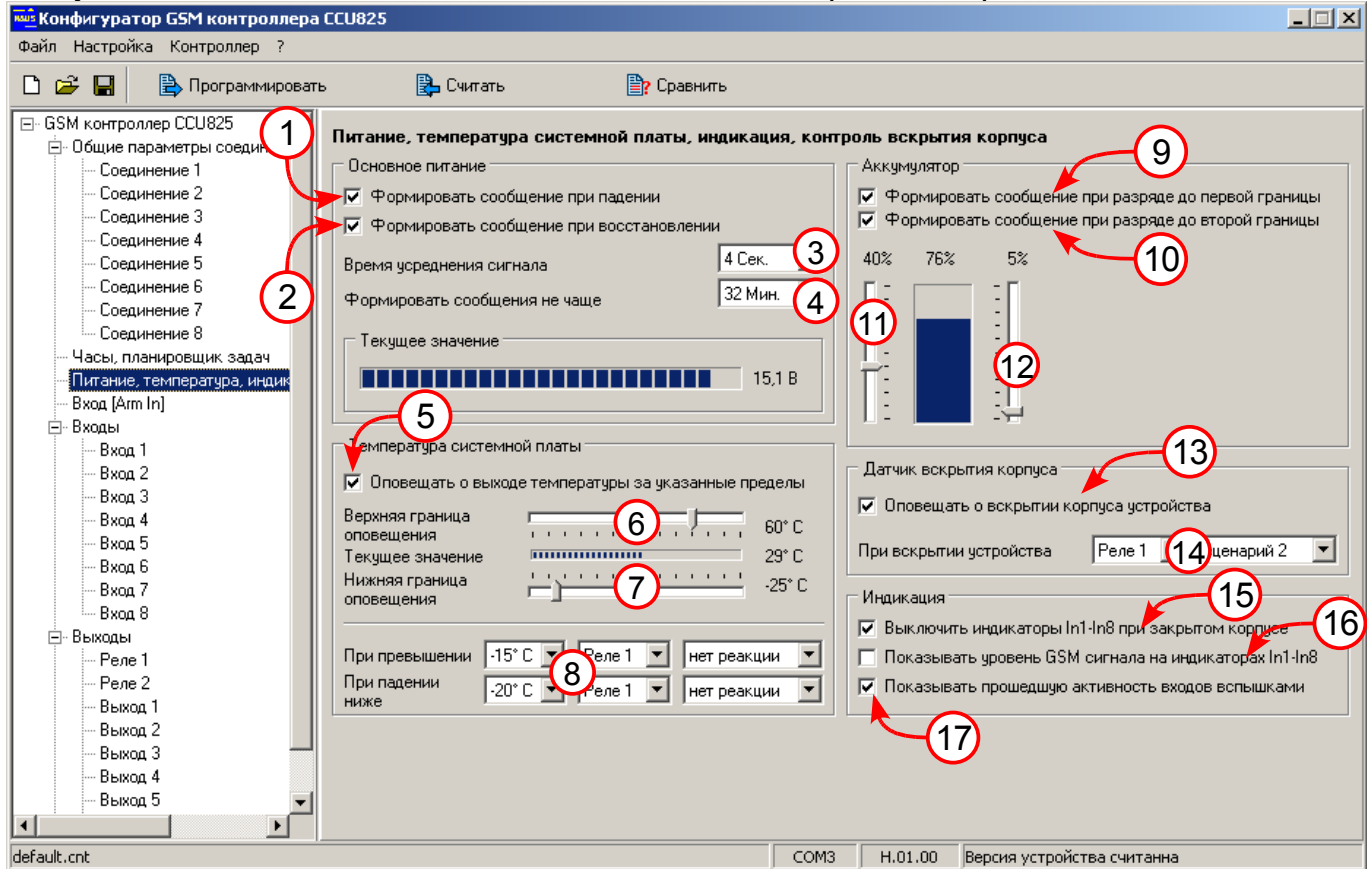 Конфигуратор GSM контроллера CCU825
Файл Настройка Контроллер ?
Программировать Считать Сравнить
GSM контроллер CCU825
Общие параметры соедин
Соединение 1
Соединение 2
Соединение 3
Соединение 4
Соединение 5
Соединение 6
Соединение 7
Соединение 8
Часы, планировщик задач
Питание, температура, индик
Вход [Arm In]
Входы
Вход 1
Вход 2
Вход 3
Вход 4
Вход 5
Вход 6
Вход 7
Вход 8
Выходы
Реле 1
Реле 2
Выход 1
Выход 2
Выход 3
Выход 4
Выход 5
1
2
Питание, температура системной платы, индикация, контроль вскрытия корпуса
Основное питание
Формировать сообщение при падении
Формировать сообщение при восстановлении
Время усреднения сигнала 4 Сек. 3
Формировать сообщения не чаще 32 Мин. 4
Текущее значение
15,1 В
5
Температура системной платы
Оповещать о выходе температуры за указанные пределы
Верхняя граница оповещения 6 60° C
Текущее значение 29° C
Нижняя граница оповещения 7 -25° C
При превышении -15° C Реле 1 нет реакции
8
При падении ниже -20° C Реле 1 нет реакции
9
Аккумулятор
Формировать сообщение при разряде до первой границы
Формировать сообщение при разряде до второй границы
10
40% 76% 5%
11
12
13
Датчик вскрытия корпуса
Оповещать о вскрытии корпуса устройства
При вскрытии устройства Реле 1 14 ценарий 2
Индикация
15
16
Выключить индикаторы In1-In8 при закрытом корпусе
Показывать уровень GSM сигнала на индикаторах In1-In8
Показывать прошедшую активность входов вспышками
17
default.cnt COM3 H.01.00 Версия устройства считанна